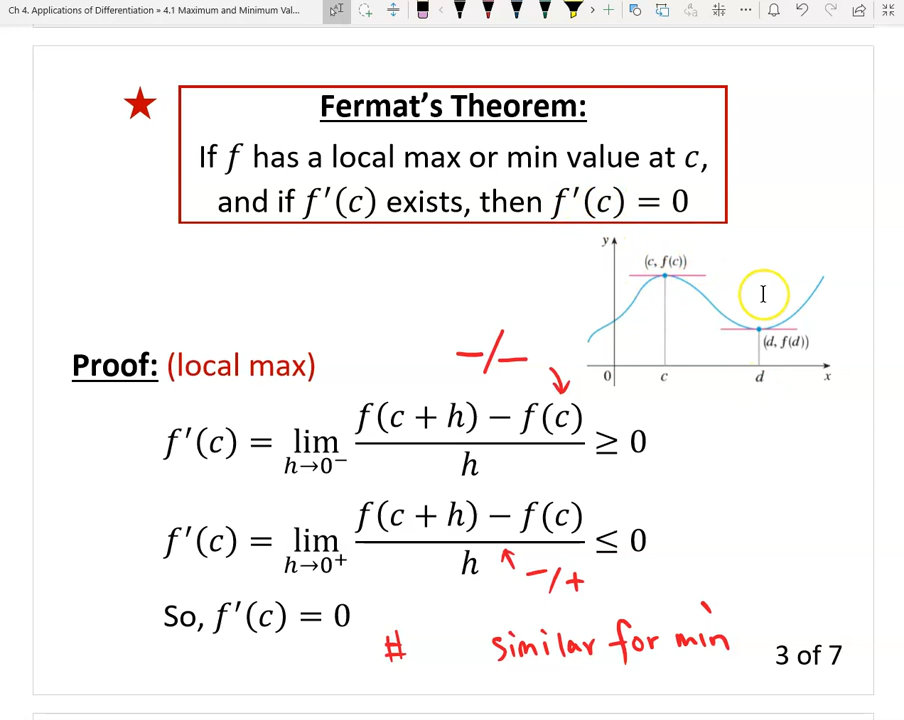 Ch 4. Applications of Differentiation » 4.1 Maximum and Minimum Val...
Fermat's Theorem:
If f has a local max or min value at c,
and if f′(c) exists, then f′(c) = 0
y
(c, f(c))
(d, f(d))
0 c d x
Proof: (local max)
−/−
f′(c) = lim h→0⁻ (f(c + h) − f(c))/h ≥ 0
f′(c) = lim h→0⁺ (f(c + h) − f(c))/h ≤ 0
−/+
So, f′(c) = 0
# similar for min
3 of 7